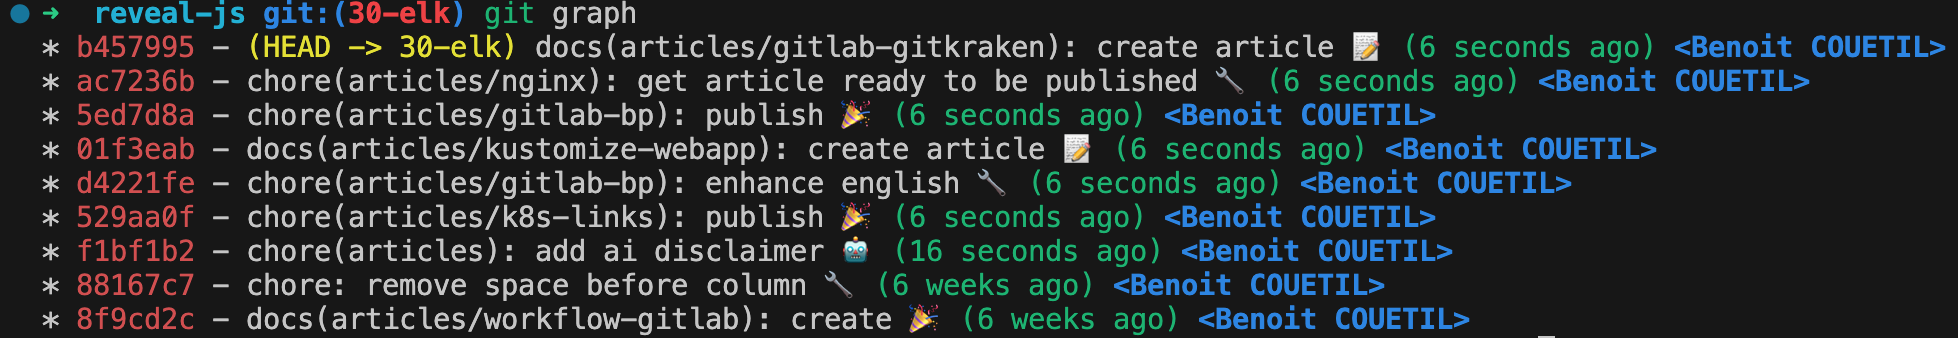 ➜ reveal-js git:(30-elk) git graph
* b457995 – (HEAD -> 30-elk) docs(articles/gitlab-gitkraken): create article 📝 (6 seconds ago) <Benoit COUETIL>
* ac7236b – chore(articles/nginx): get article ready to be published 🔧 (6 seconds ago) <Benoit COUETIL>
* 5ed7d8a – chore(articles/gitlab-bp): publish 🎉 (6 seconds ago) <Benoit COUETIL>
* 01f3eab – docs(articles/kustomize-webapp): create article 📝 (6 seconds ago) <Benoit COUETIL>
* d4221fe – chore(articles/gitlab-bp): enhance english 🔧 (6 seconds ago) <Benoit COUETIL>
* 529aa0f – chore(articles/k8s-links): publish 🎉 (6 seconds ago) <Benoit COUETIL>
* f1bf1b2 – chore(articles): add ai disclaimer 🤖 (16 seconds ago) <Benoit COUETIL>
* 88167c7 – chore: remove space before column 🔧 (6 weeks ago) <Benoit COUETIL>
* 8f9cd2c – docs(articles/workflow-gitlab): create 🎉 (6 weeks ago) <Benoit COUETIL>